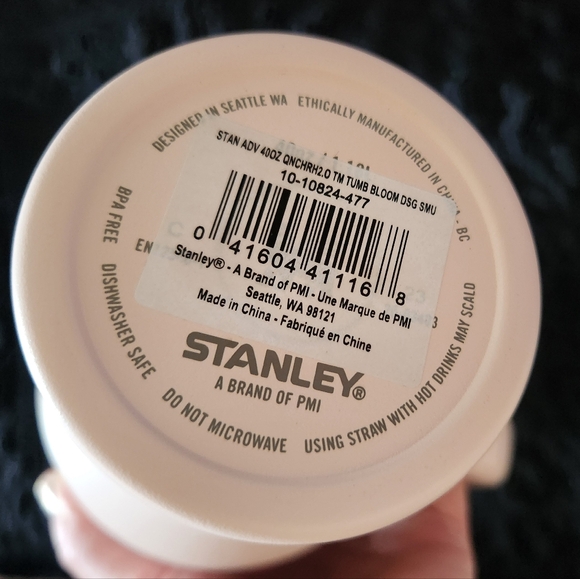 DESIGNED IN SEATTLE WA
ETHICALLY MANUFACTURED IN
BC
STAN ADV 40OZ QNCHRH2.0 TM TUMB BLOOM DSG SMU
10-10824-477
0 41604 41116 8
Stanley® - A Brand of PMI - Une Marque de PMI
Seattle, WA 98121
Made in China - Fabriqué en Chine
STANLEY®
A BRAND OF PMI
BPA FREE
DISHWASHER SAFE
DO NOT MICROWAVE
USING STRAW WITH HOT DRINKS MAY SCALD